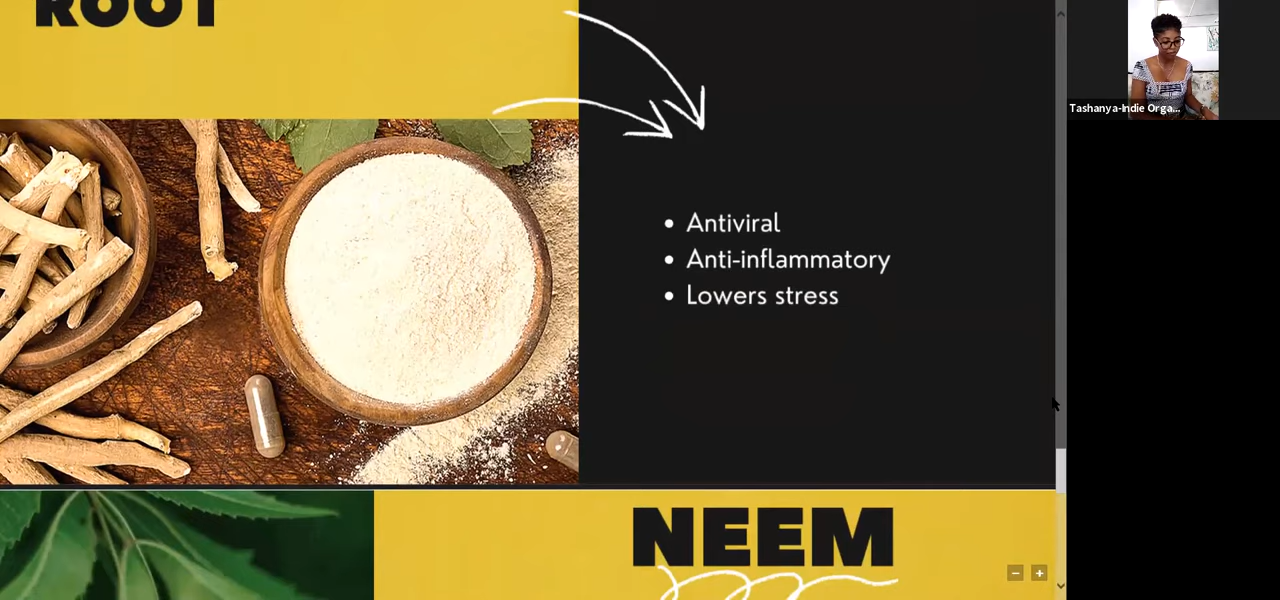 ROOT
Tashanya-Indie Orga...
• Antiviral
• Anti-inflammatory
• Lowers stress
NEEM